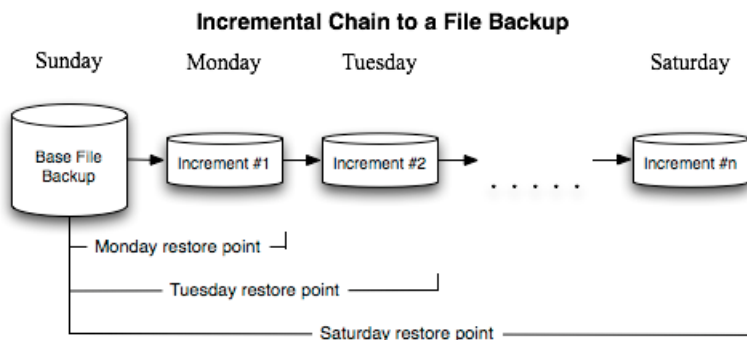 Incremental Chain to a File Backup
Sunday
Monday
Tuesday
Saturday
Base File
Backup
Increment #1
Increment #2
. . . . .
Increment #n
Monday restore point
Tuesday restore point
Saturday restore point